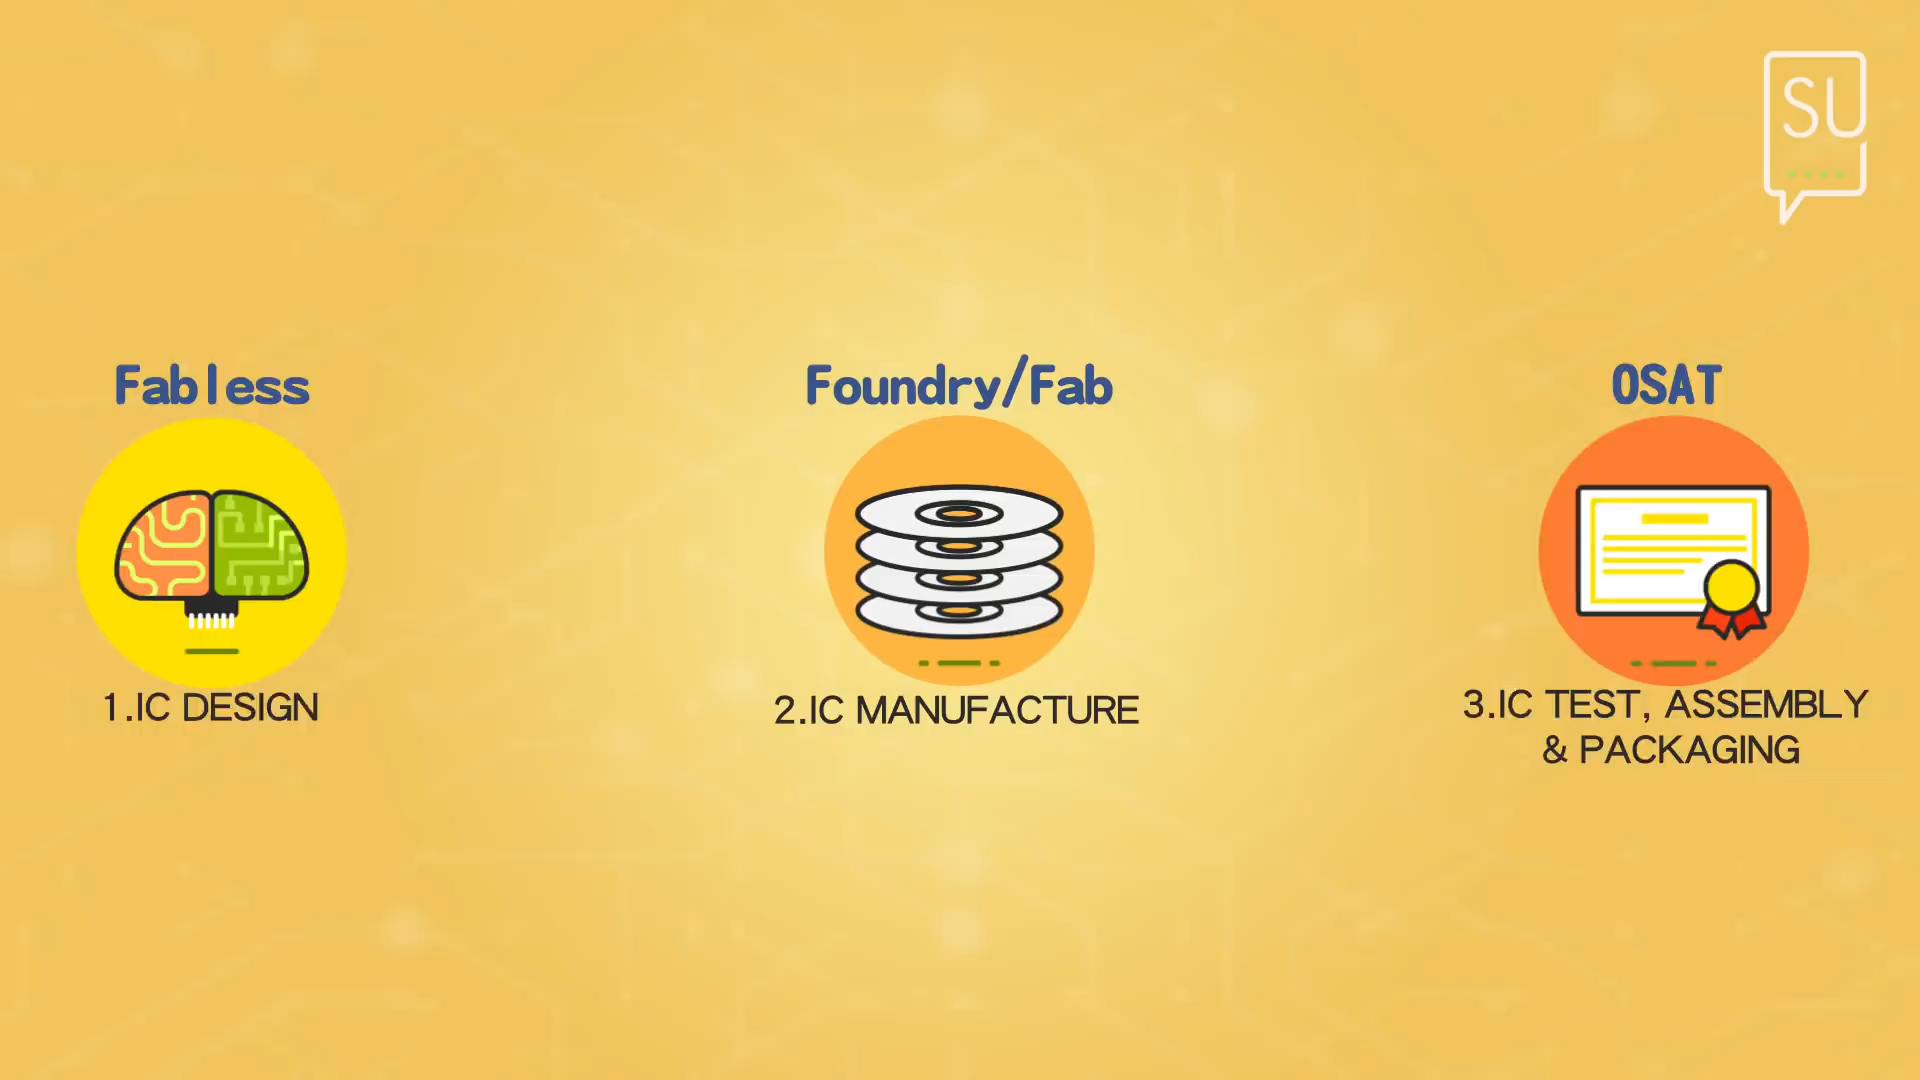 SU
Fabless
Foundry/Fab
OSAT
1.IC DESIGN
2.IC MANUFACTURE
3.IC TEST, ASSEMBLY
& PACKAGING